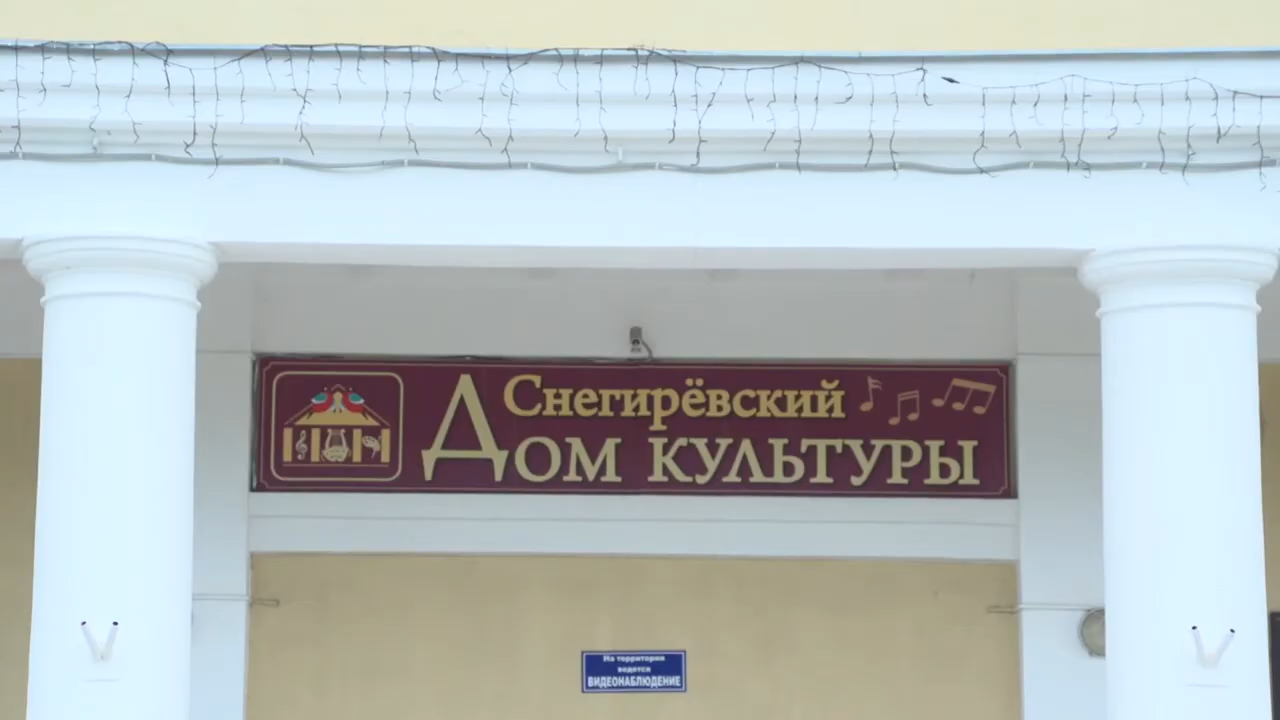 Снегирёвский
Дом культуры
На территории
ведется
ВИДЕОНАБЛЮДЕНИЕ